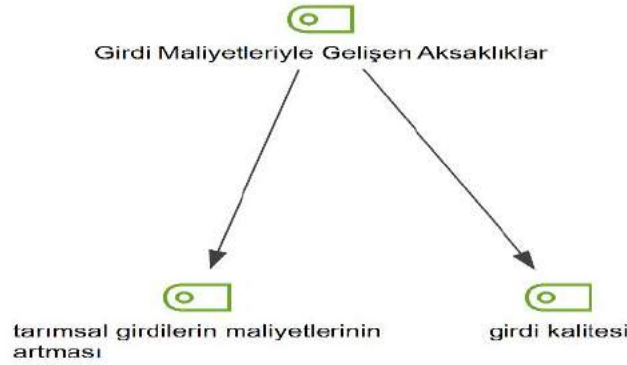 Girdi Maliyetleriyle Gelişen Aksaklıklar
tarımsal girdilerin maliyetlerinin
artması
girdi kalitesi